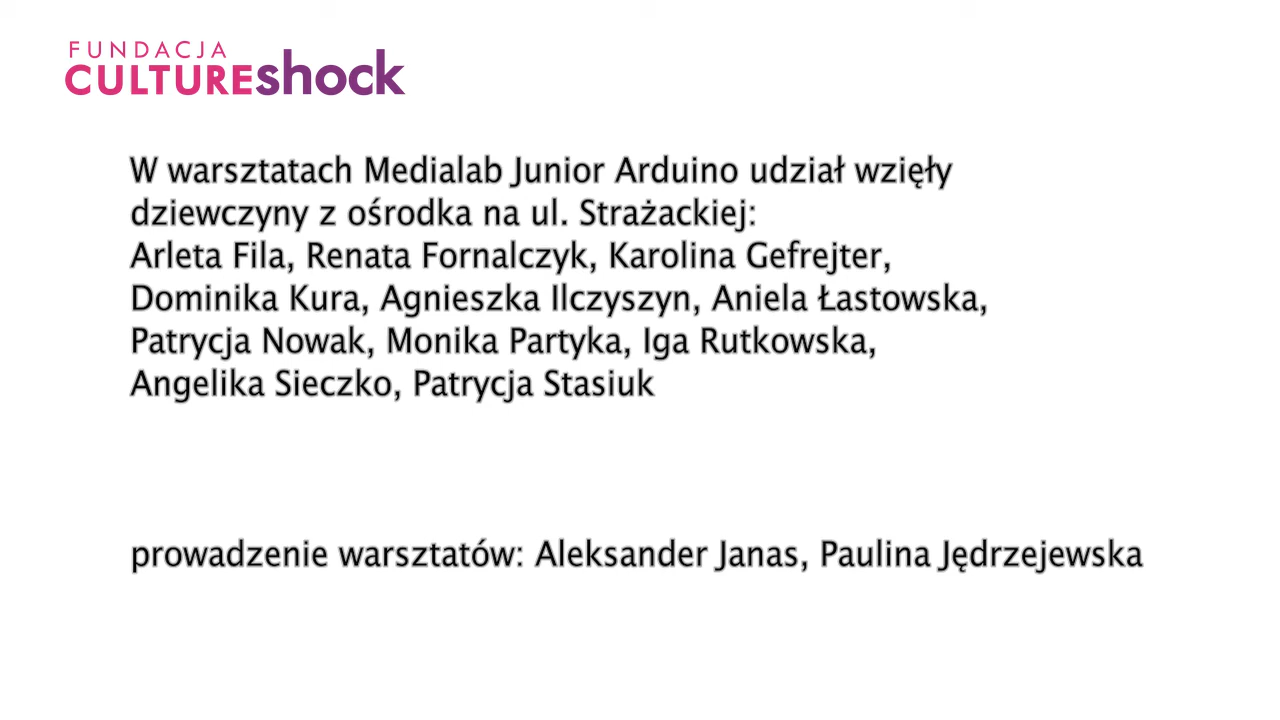 FUNDACJA
CULTUREshock
W warsztatach Medialab Junior Arduino udział wzięły
dziewczyny z ośrodka na ul. Strażackiej:
Arleta Fila, Renata Fornalczyk, Karolina Gefrejter,
Dominika Kura, Agnieszka Ilczyszyn, Aniela Łastowska,
Patrycja Nowak, Monika Partyka, Iga Rutkowska,
Angelika Sieczko, Patrycja Stasiuk
prowadzenie warsztatów: Aleksander Janas, Paulina Jędrzejewska